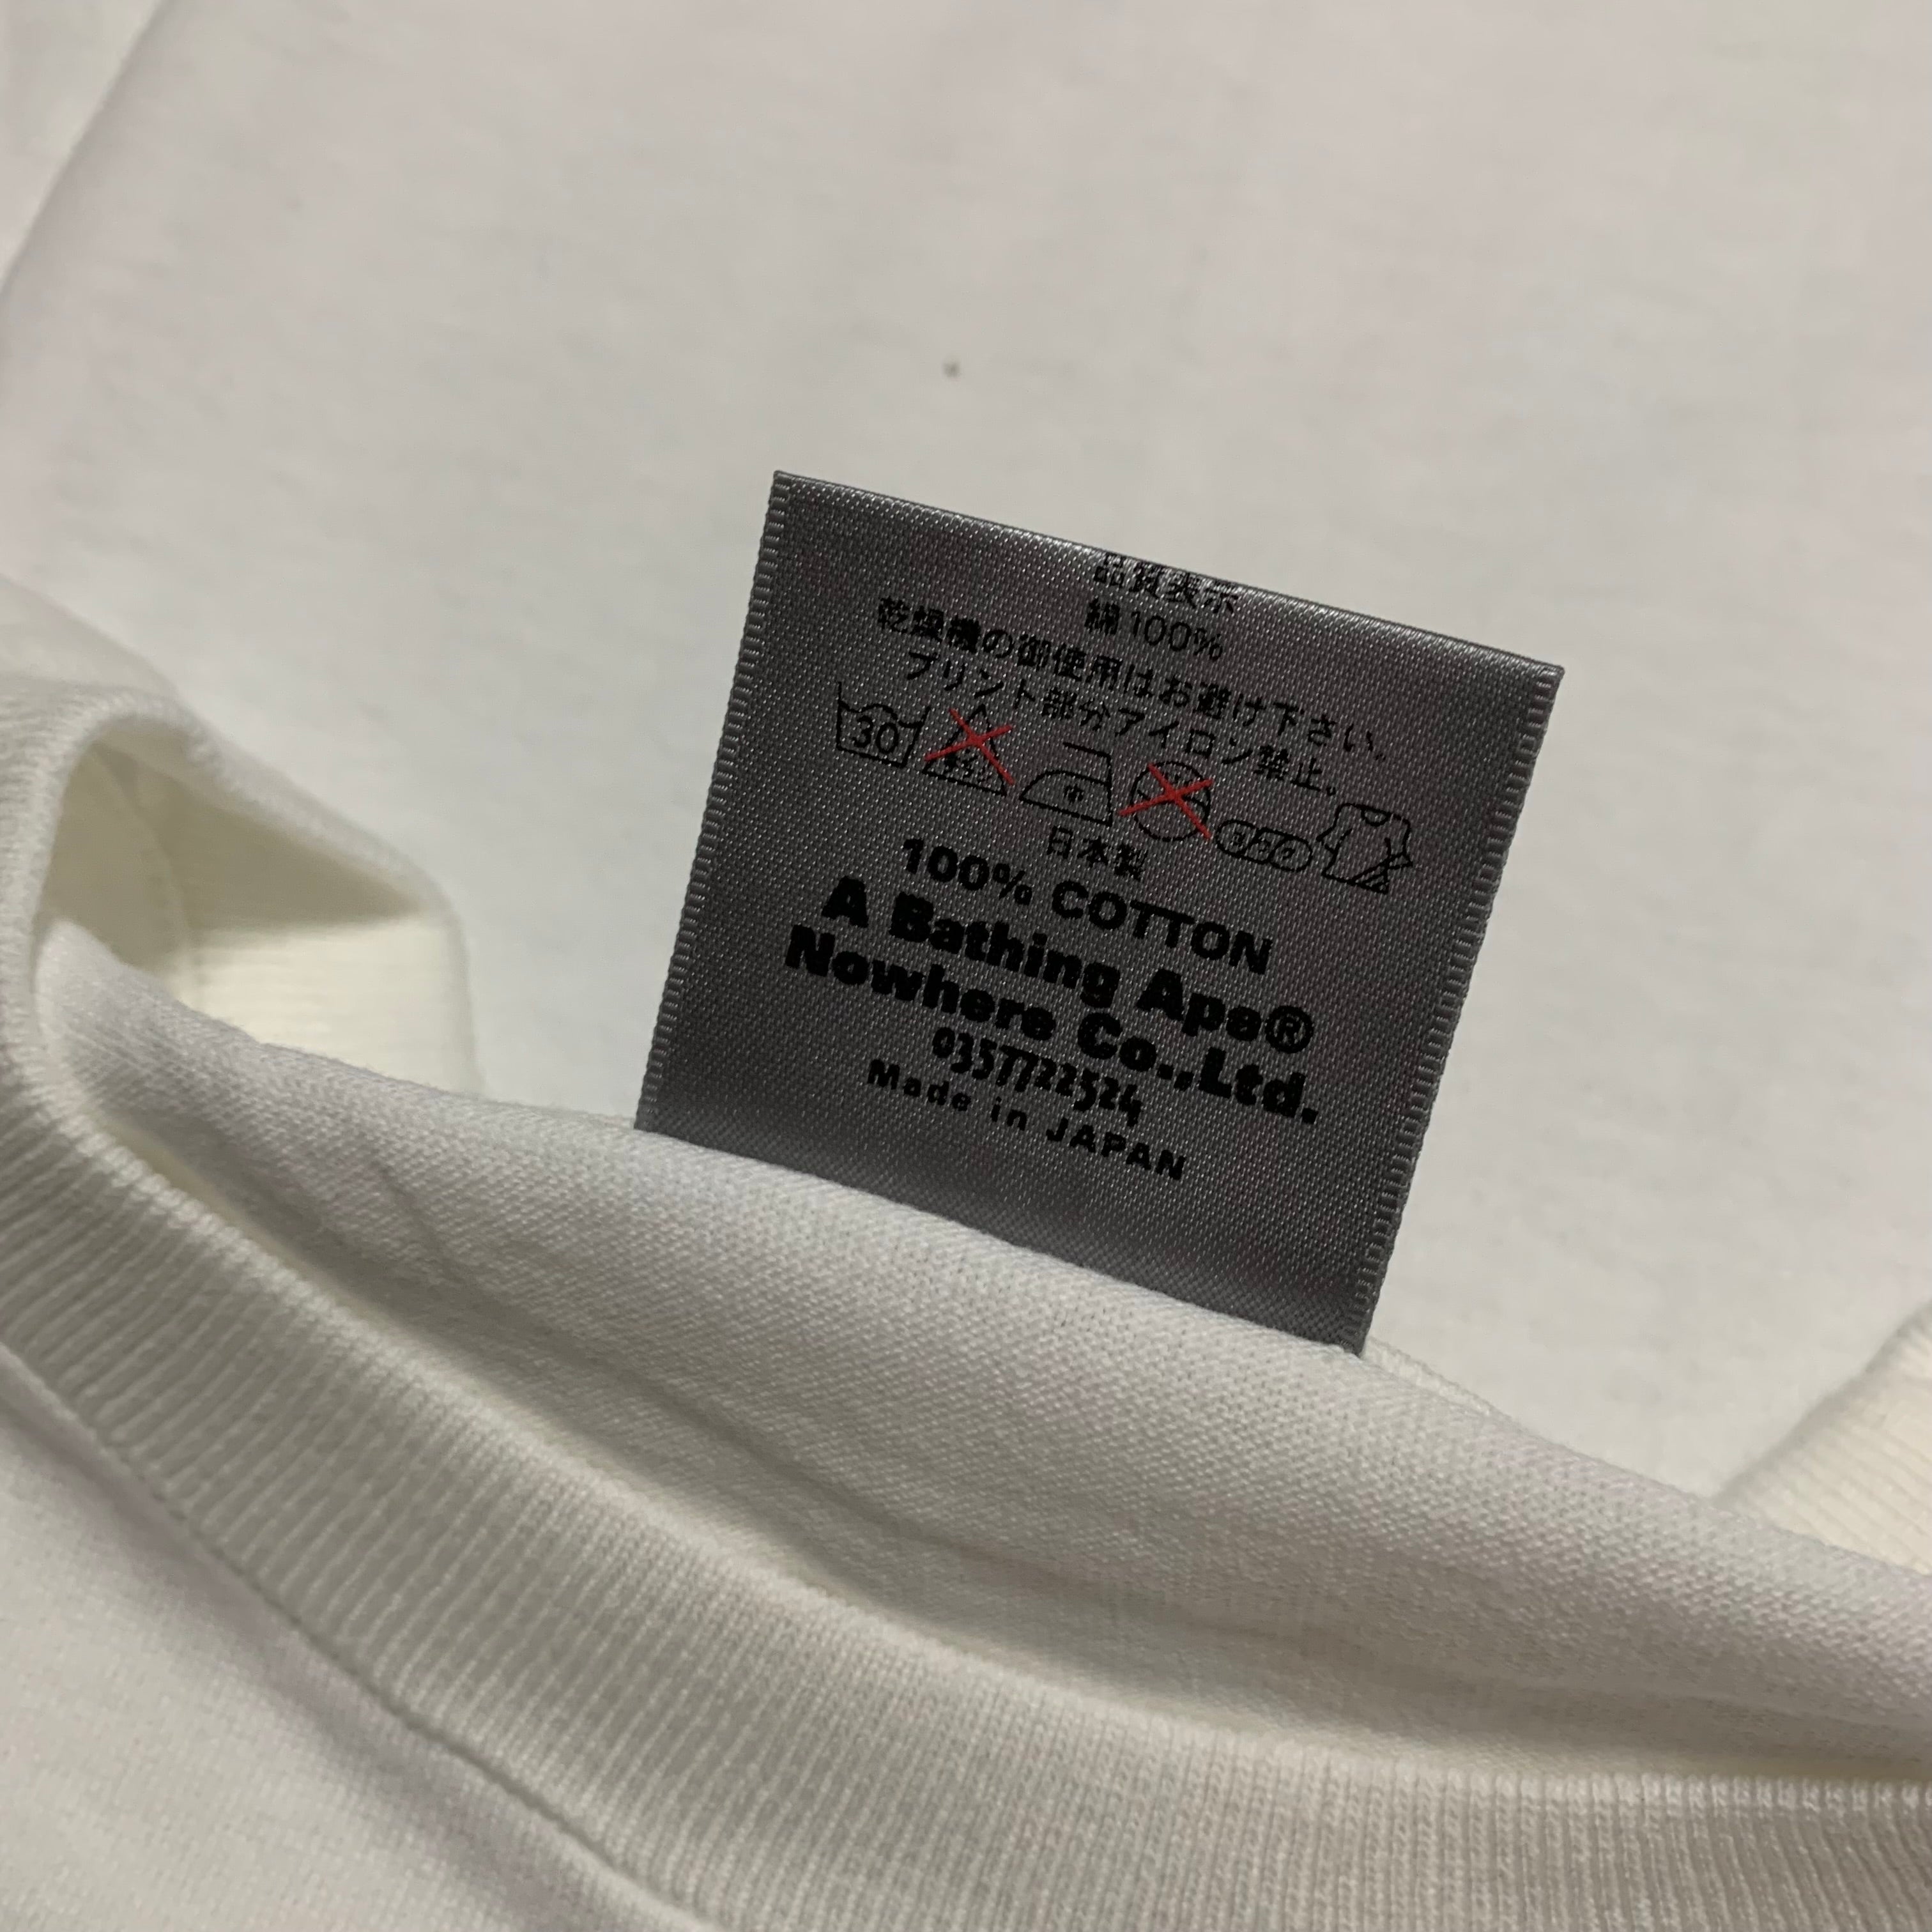 品質表示
綿100%
乾燥機の御使用はお避け下さい。
プリント部分アイロン禁止。
30
日本製
100% COTTON
A Bathing Ape®
Nowhere Co.,Ltd.
0357722524
Made in JAPAN